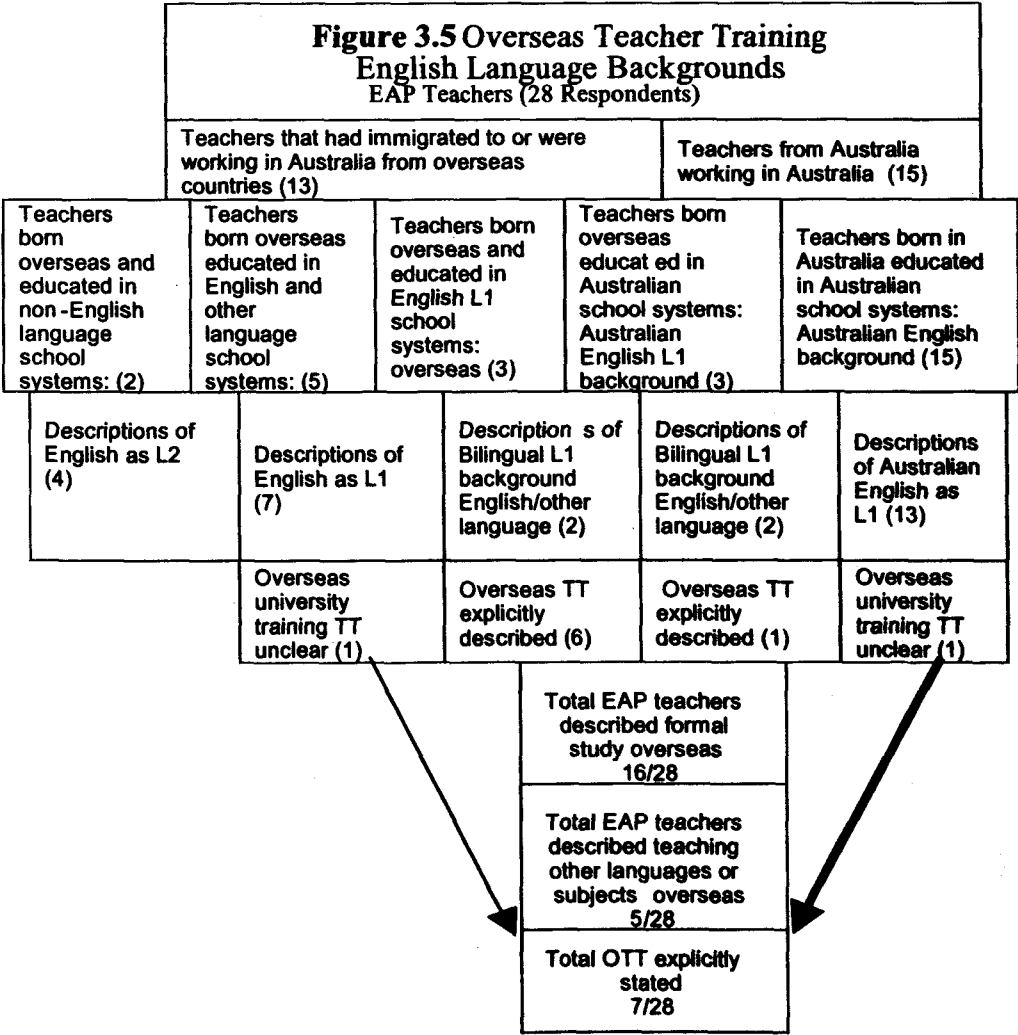 Figure 3.5 Overseas Teacher Training
English Language Backgrounds
EAP Teachers (28 Respondents)
Teachers that had immigrated to or were
working in Australia from overseas
countries (13)
Teachers from Australia
working in Australia (15)
Teachers
born
overseas and
educated in
non -English
language
school
systems: (2)
Teachers
born overseas
educated in
English and
other
language
school
systems: (5)
Teachers born
overseas and
educated in
English L1
school
systems:
overseas (3)
Teachers born
overseas
educat ed in
Australian
school systems:
Australian
English L1
background (3)
Teachers born in
Australia educated
in Australian
school systems:
Australian English
background (15)
Descriptions of
English as L2
(4)
Descriptions of
English as L1
(7)
Description s of
Bilingual L1
background
English/other
language (2)
Descriptions of
Bilingual L1
background
English/other
language (2)
Descriptions
of Australian
English as
L1 (13)
Overseas
university
training TT
unclear (1)
Overseas TT
explicitly
described (6)
Overseas TT
explicitly
described (1)
Overseas
university
training TT
unclear (1)
Total EAP teachers
described formal
study overseas
16/28
Total EAP teachers
described teaching
other languages or
subjects overseas
5/28
Total OTT explicitly
stated
7/28